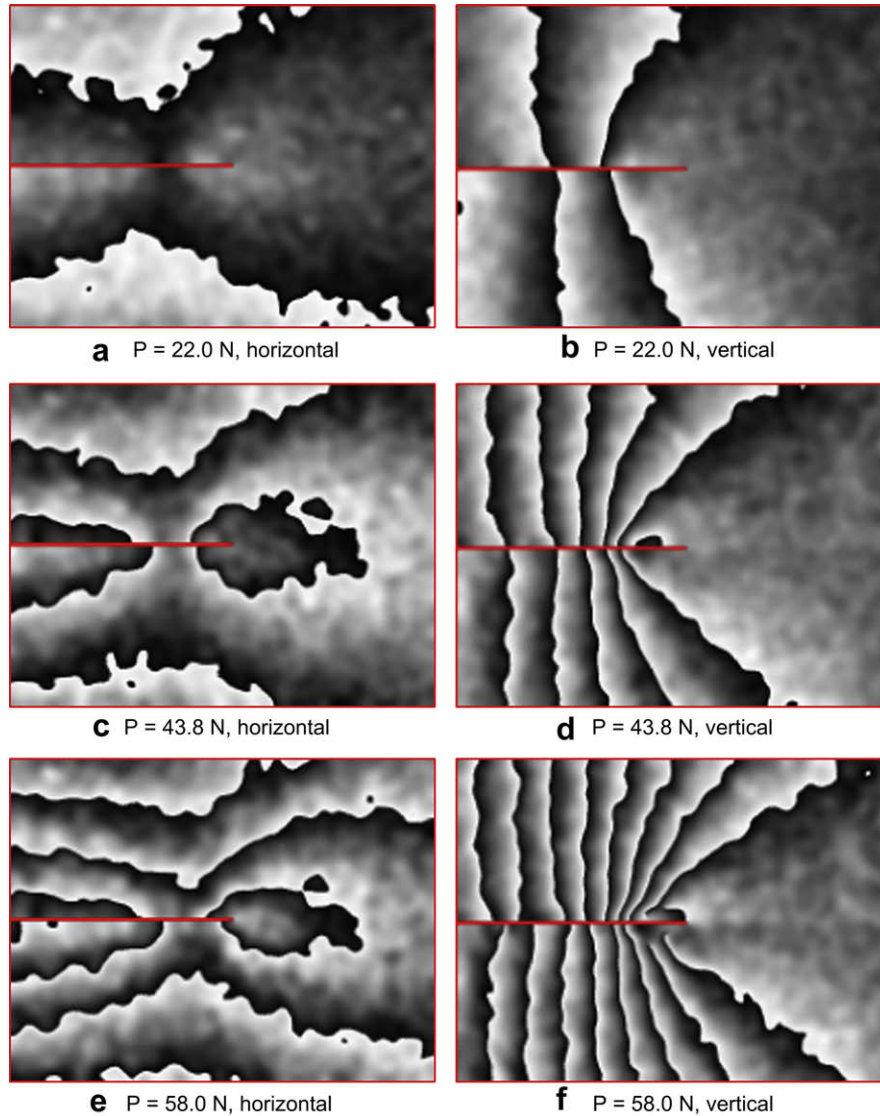 a P = 22.0 N, horizontal
b P = 22.0 N, vertical
c P = 43.8 N, horizontal
d P = 43.8 N, vertical
e P = 58.0 N, horizontal
f P = 58.0 N, vertical